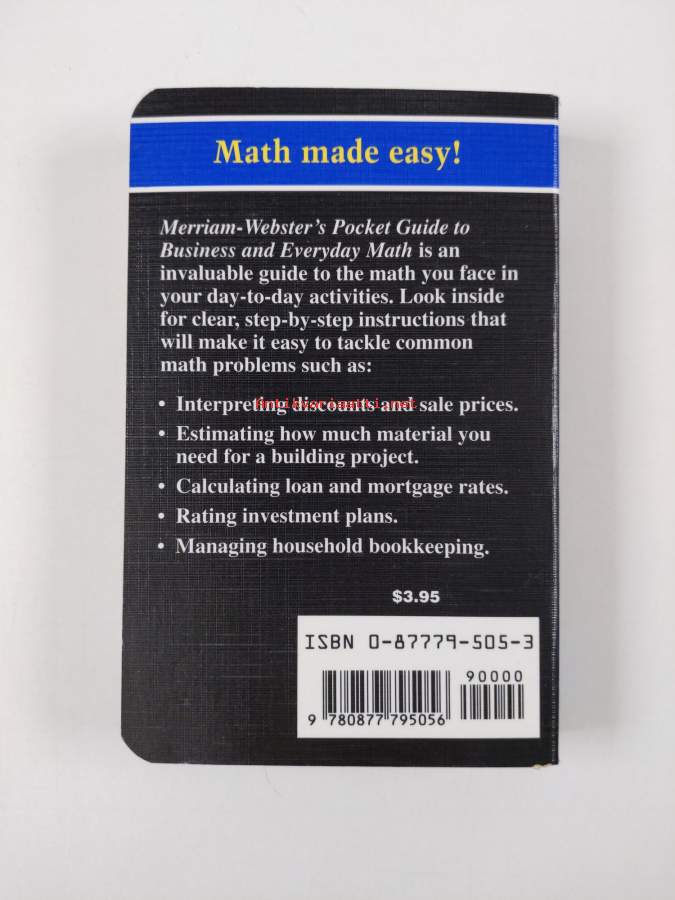 Math made easy!
Merriam-Webster's Pocket Guide to
Business and Everyday Math is an
invaluable guide to the math you face in
your day-to-day activities. Look inside
for clear, step-by-step instructions that
will make it easy to tackle common
math problems such as:
• Interpreting discounts and sale prices.
Antikvariaatti.net
• Estimating how much material you
need for a building project.
• Calculating loan and mortgage rates.
• Rating investment plans.
• Managing household bookkeeping.
$3.95
ISBN 0-87779-505-3
90000
9 780877 795056